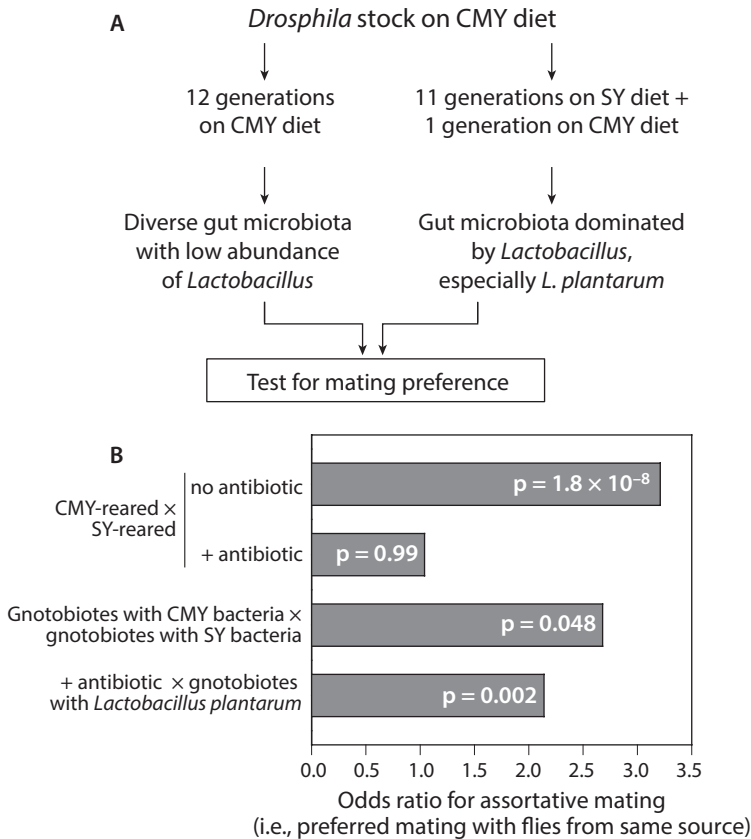 A
Drosphila stock on CMY diet
12 generations
on CMY diet
11 generations on SY diet +
1 generation on CMY diet
Diverse gut microbiota
with low abundance
of Lactobacillus
Gut microbiota dominated
by Lactobacillus,
especially L. plantarum
Test for mating preference
B
CMY-reared ×
SY-reared
no antibiotic
p = 1.8 × 10⁻⁸
+ antibiotic
p = 0.99
Gnotobiotes with CMY bacteria ×
gnotobiotes with SY bacteria
p = 0.048
+ antibiotic × gnotobiotes
with Lactobacillus plantarum
p = 0.002
0.0 0.5 1.0 1.5 2.0 2.5 3.0 3.5
Odds ratio for assortative mating
(i.e., preferred mating with flies from same source)